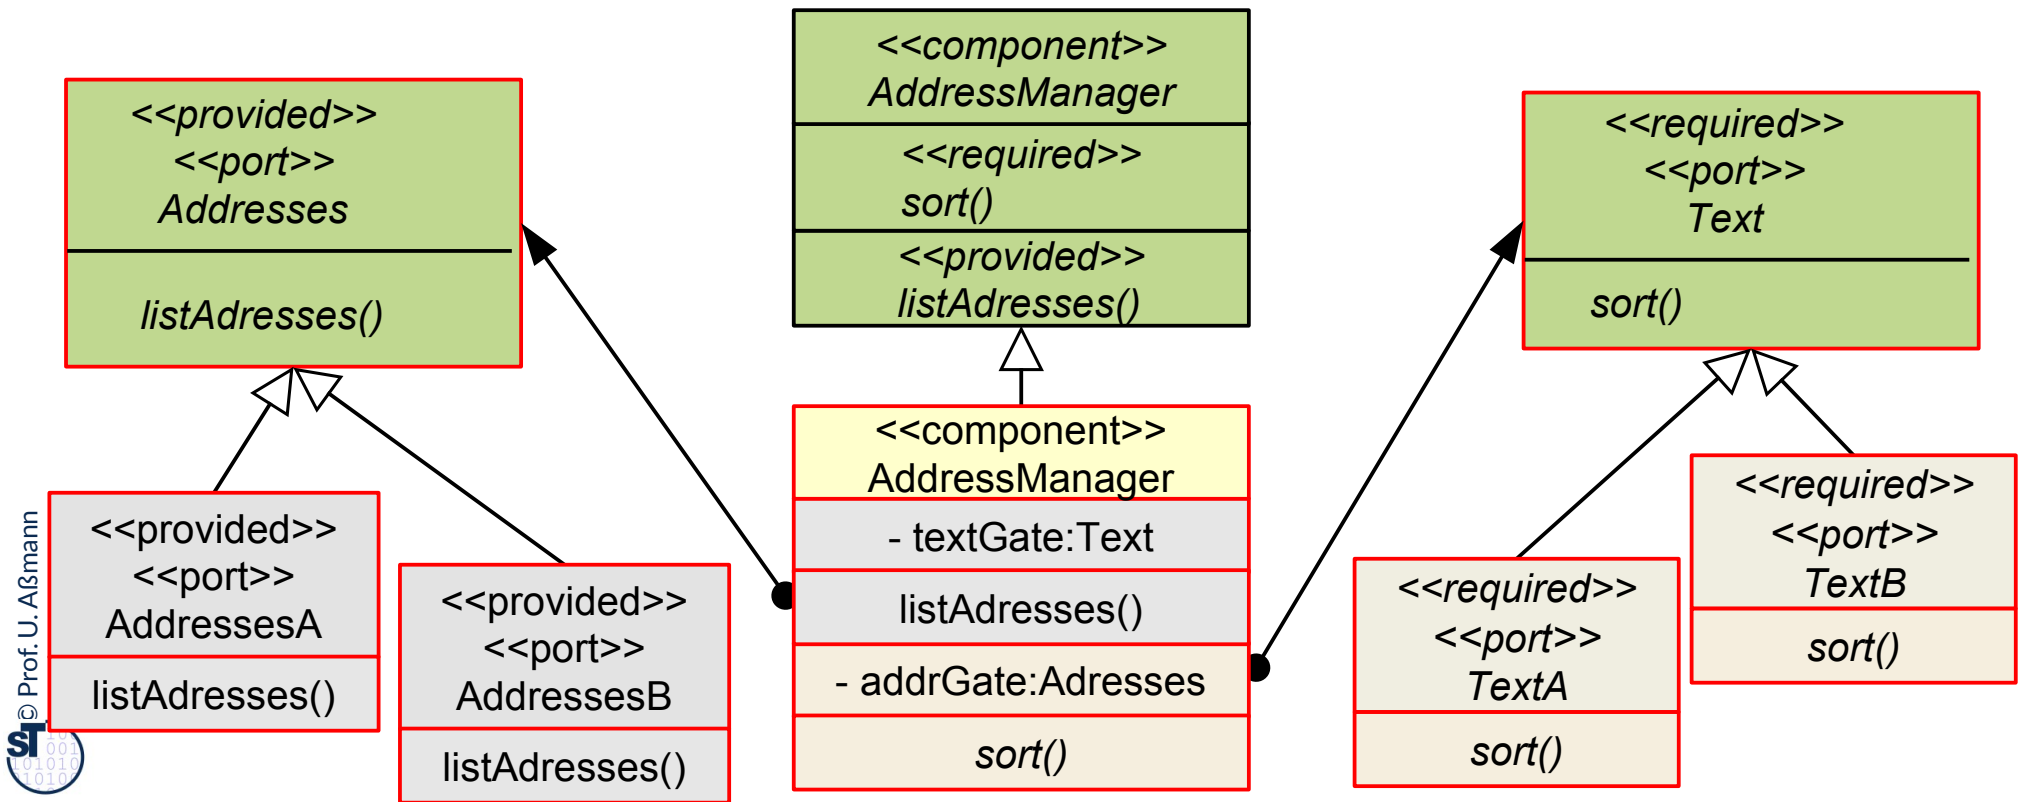 <<provided>>
<<port>>
Addresses
listAdresses()
<<component>>
AddressManager
<<required>>
sort()
<<provided>>
listAdresses()
<<required>>
<<port>>
Text
sort()
<<provided>>
<<port>>
AddressesA
listAdresses()
<<provided>>
<<port>>
AddressesB
listAdresses()
<<component>>
AddressManager
- textGate:Text
listAdresses()
- addrGate:Adresses
sort()
<<required>>
<<port>>
TextA
sort()
<<required>>
<<port>>
TextB
sort()
© Prof. U. Aßmann
ST